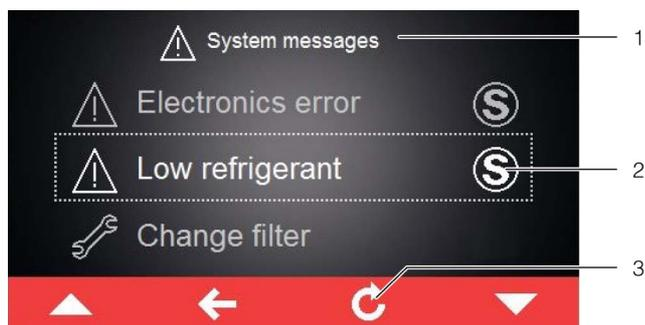 System messages
1
Electronics error
S
Low refrigerant
S
2
Change filter
3